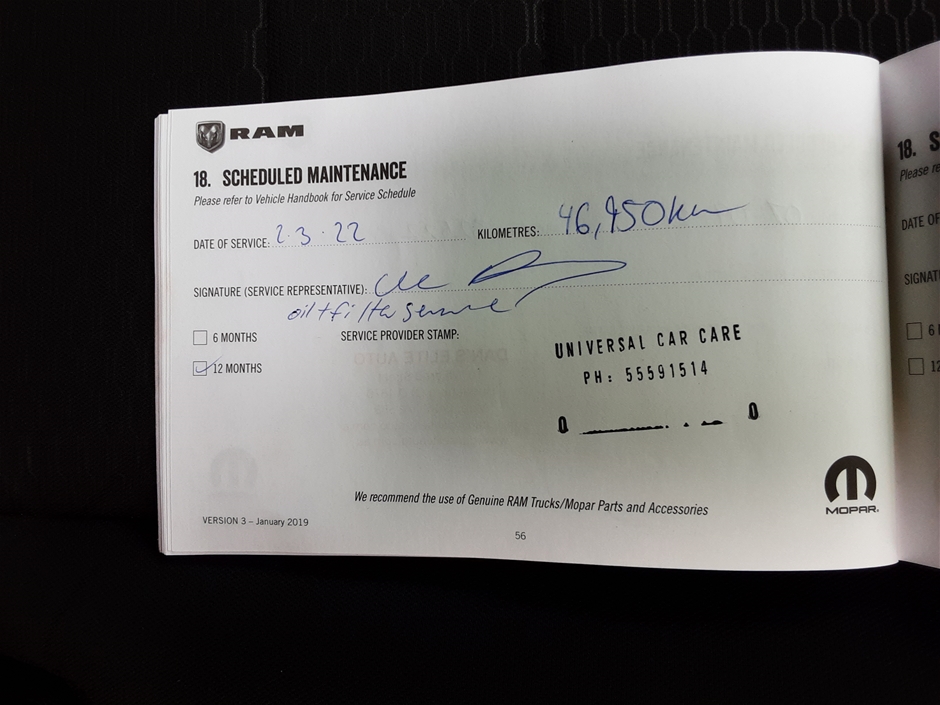 RAM
18. SCHEDULED MAINTENANCE
Please refer to Vehicle Handbook for Service Schedule
DATE OF SERVICE: 2.3.22 KILOMETRES: 46,950km
SIGNATURE (SERVICE REPRESENTATIVE):
oil+filter service
6 MONTHS SERVICE PROVIDER STAMP:
12 MONTHS
UNIVERSAL CAR CARE
PH: 55591514
We recommend the use of Genuine RAM Trucks/Mopar Parts and Accessories
MOPAR
VERSION 3 – January 2019
56
18. S
Please re
DATE OF
SIGNAT
6
12